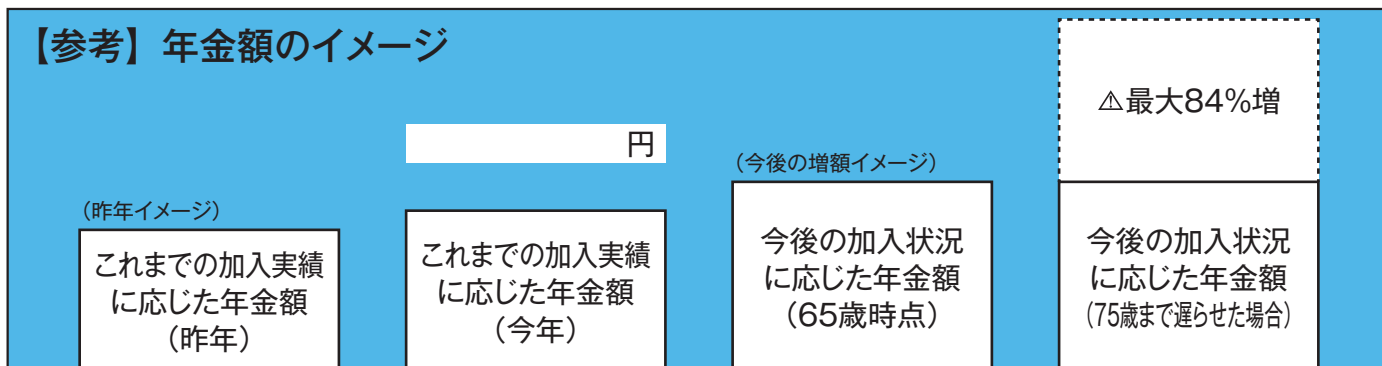 【参考】年金額のイメージ
円
(昨年イメージ)
これまでの加入実績
に応じた年金額
(昨年)
これまでの加入実績
に応じた年金額
(今年)
(今後の増額イメージ)
今後の加入状況
に応じた年金額
(65歳時点)
⚠最大84%増
今後の加入状況
に応じた年金額
(75歳まで遅らせた場合)